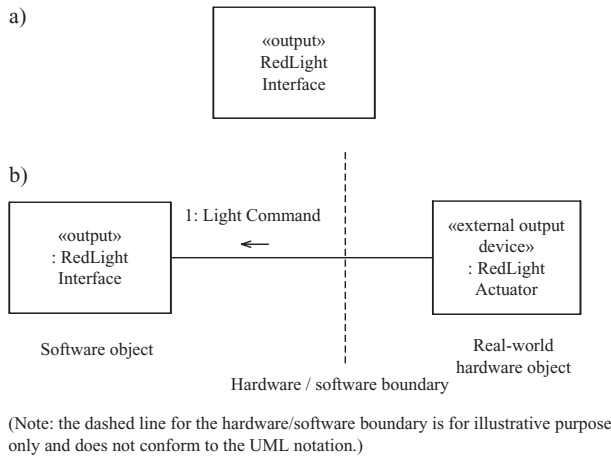 a)
«output»
RedLight
Interface
b)
1: Light Command
«output»
: RedLight
Interface
«external output
device»
: RedLight
Actuator
Software object
Real-world
hardware object
Hardware / software boundary
(Note: the dashed line for the hardware/software boundary is for illustrative purpose
only and does not conform to the UML notation.)